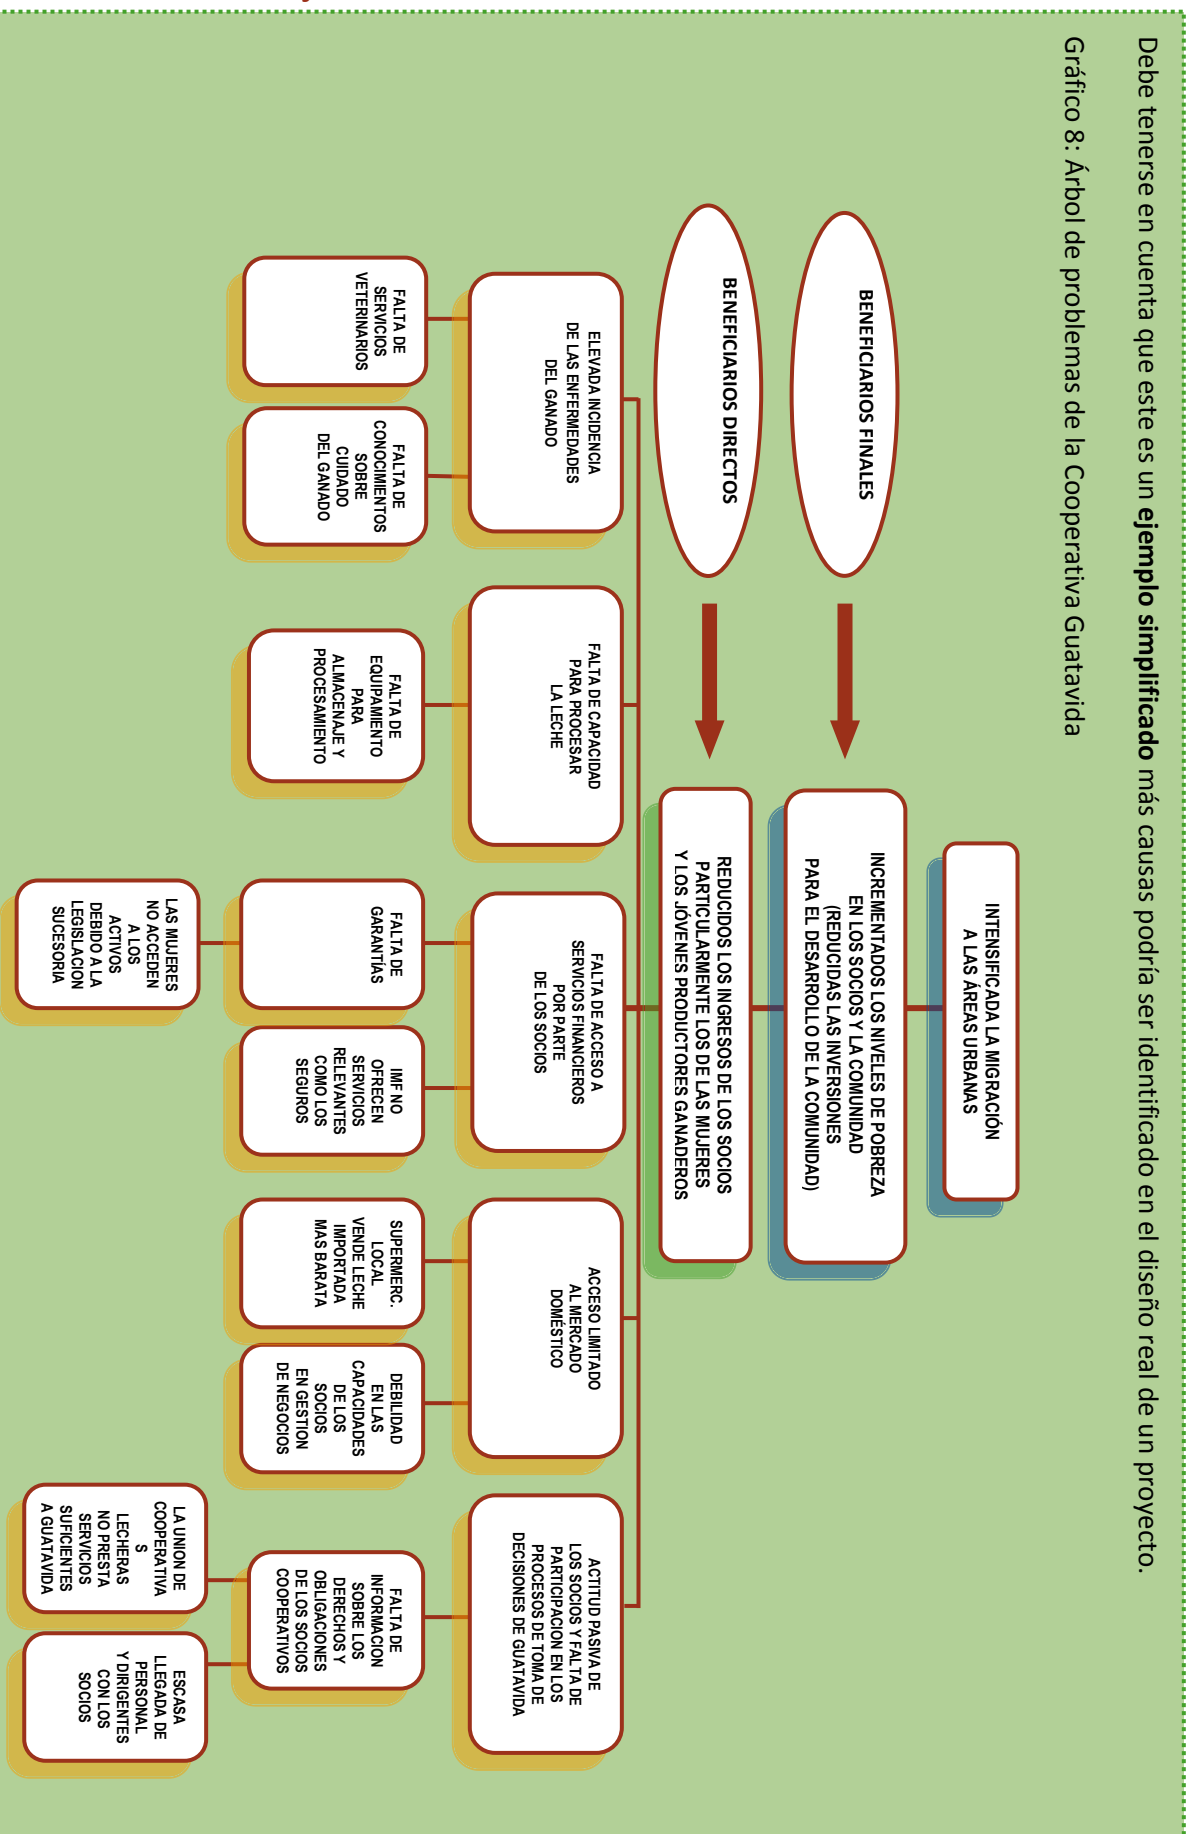 Debe tenerse en cuenta que este es un ejemplo simplificado más causas podría ser identificado en el diseño real de un proyecto.
Gráfico 8: Árbol de problemas de la Cooperativa Guatavida
INTENSIFICADA LA MIGRACIÓN
A LAS ÁREAS URBANAS
BENEFICIARIOS FINALES
INCREMENTADOS LOS NIVELES DE POBREZA
EN LOS SOCIOS Y LA COMUNIDAD
(REDUCIDAS LAS INVERSIONES
PARA EL DESARROLLO DE LA COMUNIDAD)
BENEFICIARIOS DIRECTOS
REDUCIDOS LOS INGRESOS DE LOS SOCIOS
PARTICULARMENTE LOS DE LAS MUJERES
Y LOS JÓVENES PRODUCTORES GANADEROS
ELEVADA INCIDENCIA
DE LAS ENFERMEDADES
DEL GANADO
FALTA DE CAPACIDAD
PARA PROCESAR
LA LECHE
FALTA DE ACCESO A
SERVICIOS FINANCIEROS
POR PARTE
DE LOS SOCIOS
ACCESO LIMITADO
AL MERCADO
DOMÉSTICO
ACTITUD PASIVA DE
LOS SOCIOS Y FALTA DE
PARTICIPACION EN LOS
PROCESOS DE TOMA DE
DECISIONES DE GUATAVIDA
FALTA DE
SERVICIOS
VETERINARIOS
FALTA DE
CONOCIMIENTOS
SOBRE
CUIDADO
DEL GANADO
FALTA DE
EQUIPAMIENTO
PARA
ALMACENAJE Y
PROCESAMIENTO
FALTA DE
GARANTÍAS
IMF NO
OFRECEN
SERVICIOS
RELEVANTES
COMO LOS
SEGUROS
SUPERMERC.
LOCAL
VENDE LECHE
IMPORTADA
MAS BARATA
DEBILIDAD
EN LAS
CAPACIDADES
DE LOS
SOCIOS
EN GESTION
DE NEGOCIOS
FALTA DE
INFORMACION
SOBRE LOS
DERECHOS Y
OBLIGACIONES
DE LOS SOCIOS
COOPERATIVOS
LAS MUJERES
NO ACCEDEN
A LOS
ACTIVOS
DEBIDO A LA
LEGISLACION
SUCESORIA
LA UNION DE
COOPERATIVA
S
LECHERAS
NO PRESTA
SERVICIOS
SUFICIENTES
A GUATAVIDA
ESCASA
LLEGADA DE
PERSONAL
Y DIRIGENTES
CON LOS
SOCIOS